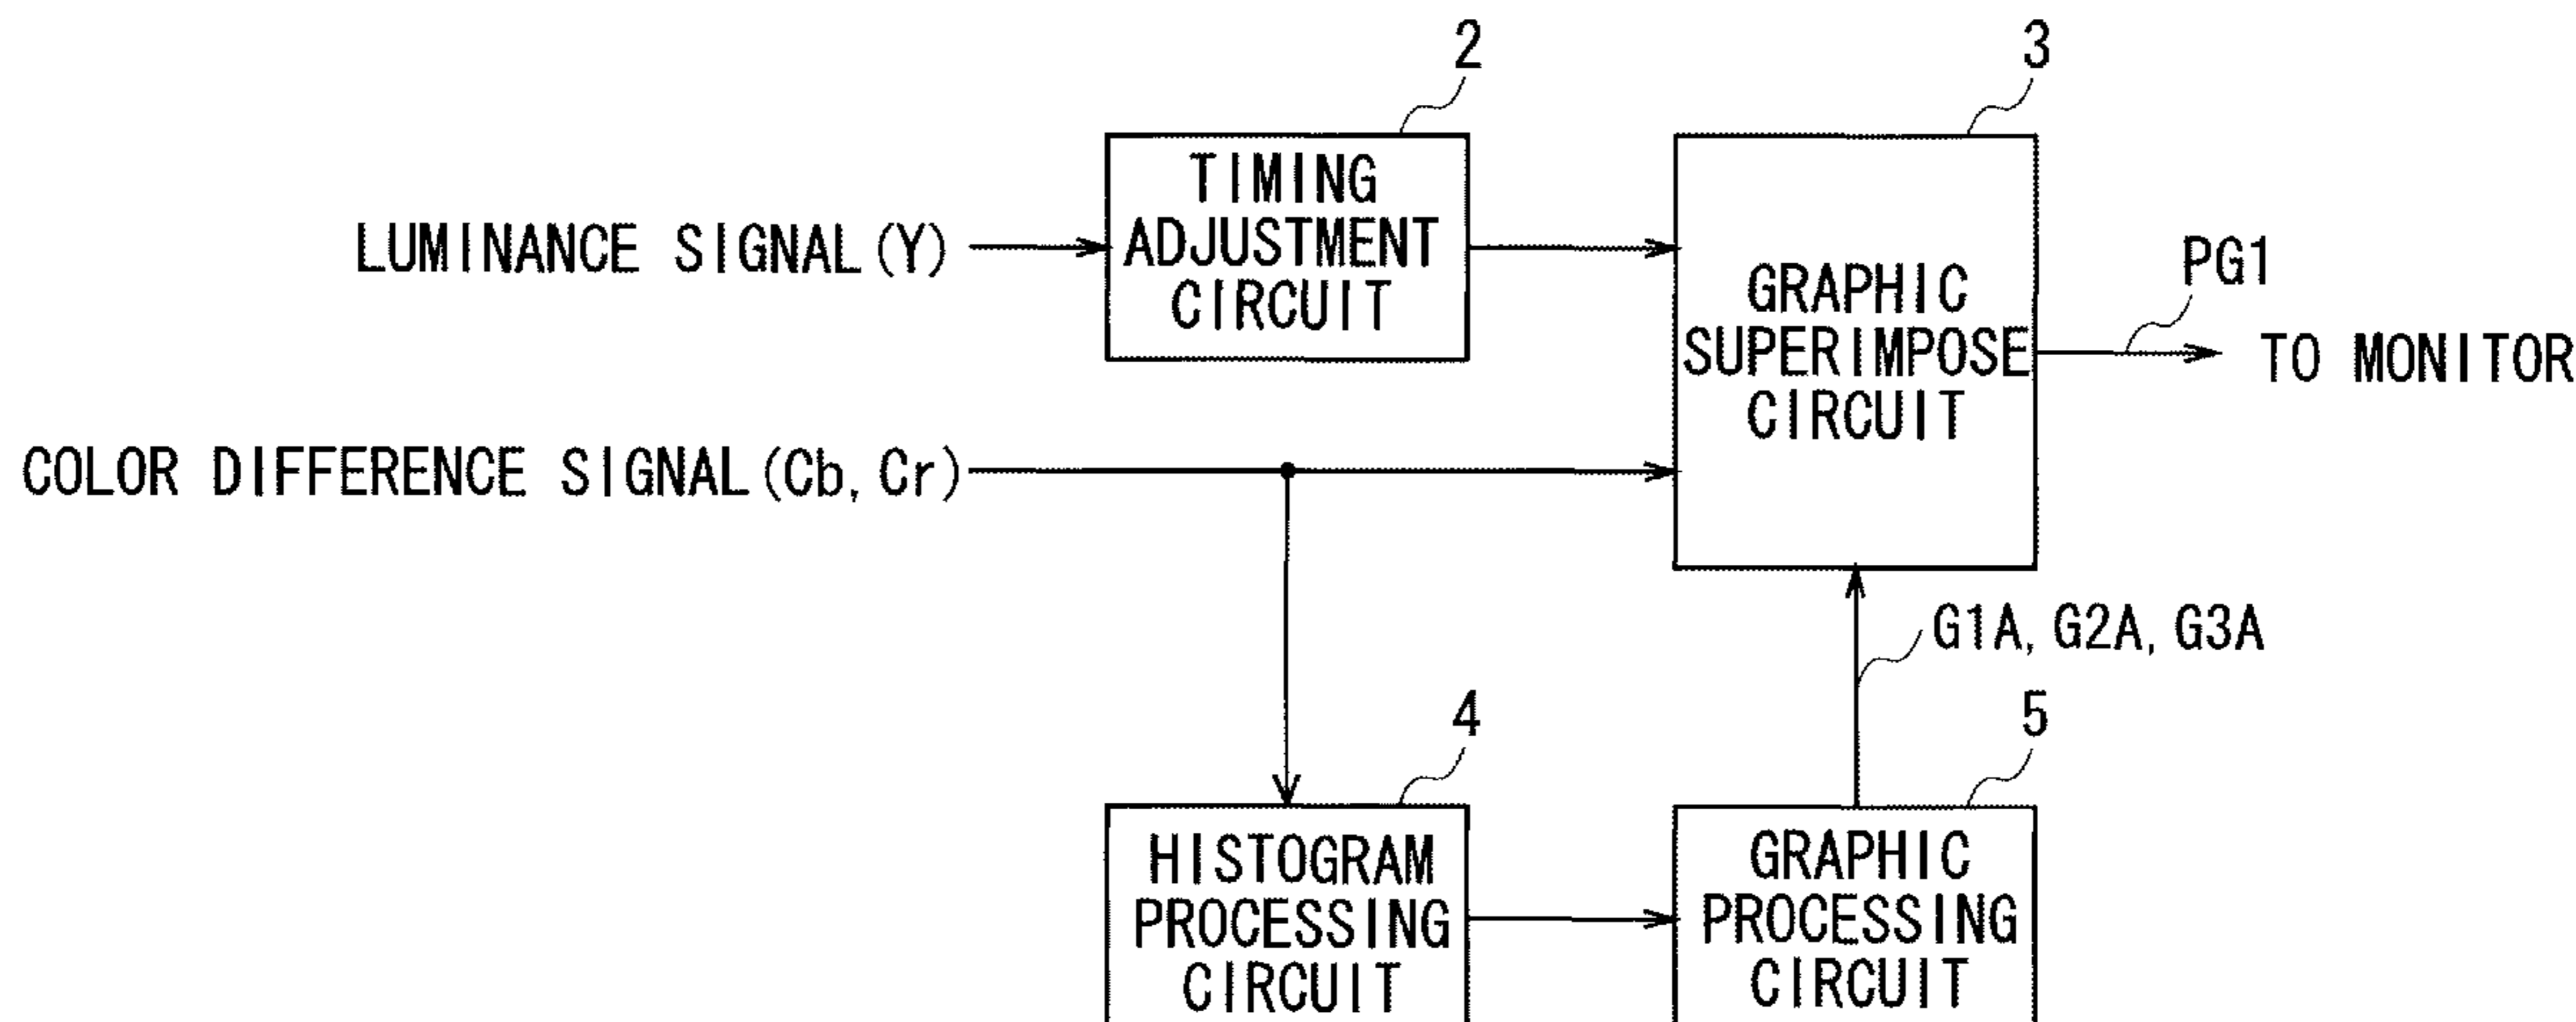 2
3
TIMING
ADJUSTMENT
CIRCUIT
LUMINANCE SIGNAL(Y)
GRAPHIC
SUPERIMPOSE
CIRCUIT
PG1
TO MONITOR
COLOR DIFFERENCE SIGNAL(Cb, Cr)
G1A, G2A, G3A
4
5
HISTOGRAM
PROCESSING
CIRCUIT
GRAPHIC
PROCESSING
CIRCUIT